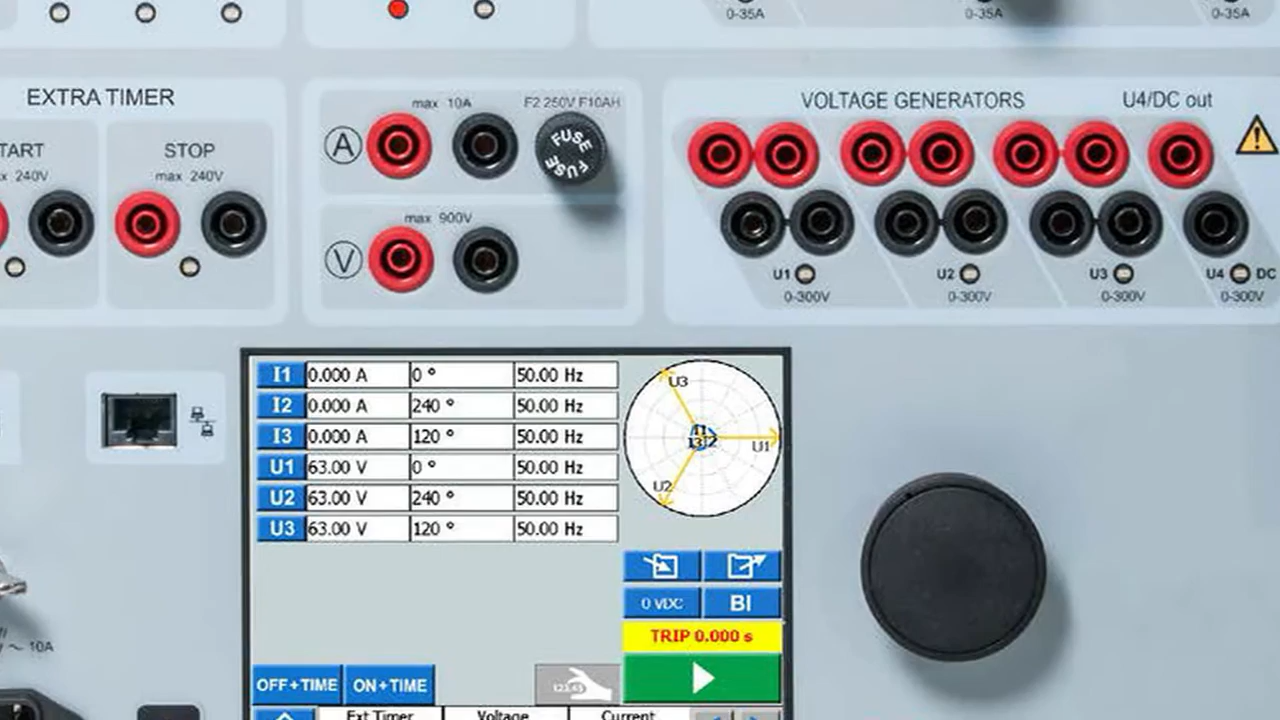 0-35A 0-35A 0-35A
EXTRA TIMER
TART STOP
x 240V max 240V
max 10A F2 250V F10AH
A FUSE FUSE
max 900V
V
VOLTAGE GENERATORS U4/DC out
U1 U2 U3 U4 DC
0-300V 0-300V 0-300V 0-300V
I1 0.000 A 0 ° 50.00 Hz
I2 0.000 A 240 ° 50.00 Hz
I3 0.000 A 120 ° 50.00 Hz
U1 63.00 V 0 ° 50.00 Hz
U2 63.00 V 240 ° 50.00 Hz
U3 63.00 V 120 ° 50.00 Hz
U3
U1
U2
0 VDC BI
TRIP 0.000 s
OFF+TIME ON+TIME
Ext Timer Voltage Current
~ 10A